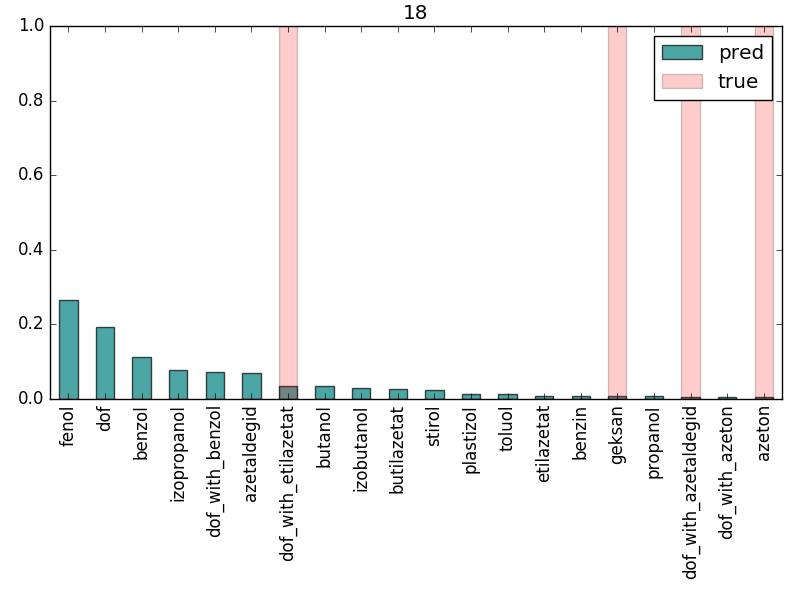 18
1.0
0.8
0.6
0.4
0.2
0.0
pred
true
fenol
dof
benzol
izopropanol
dof_with_benzol
azetaldegid
dof_with_etilazetat
butanol
izobutanol
butilazetat
stirol
plastizol
toluol
etilazetat
benzin
geksan
propanol
dof_with_azetaldegid
dof_with_azeton
azeton